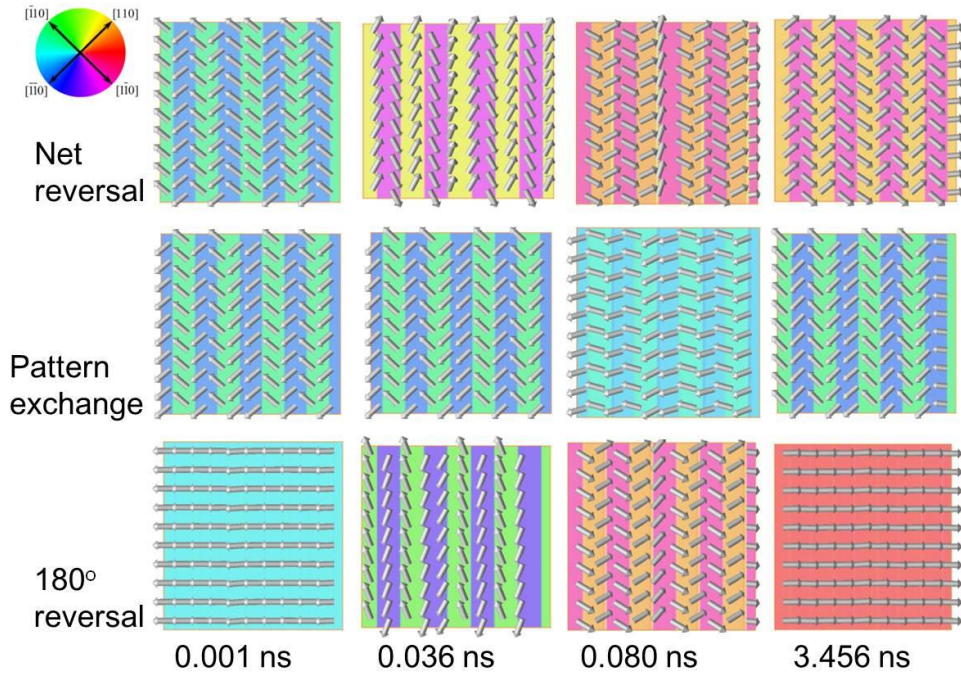 [1̄10]
[110]
[1̄1̄0]
[11̄0]
Net
reversal
Pattern
exchange
180°
reversal
0.001 ns
0.036 ns
0.080 ns
3.456 ns